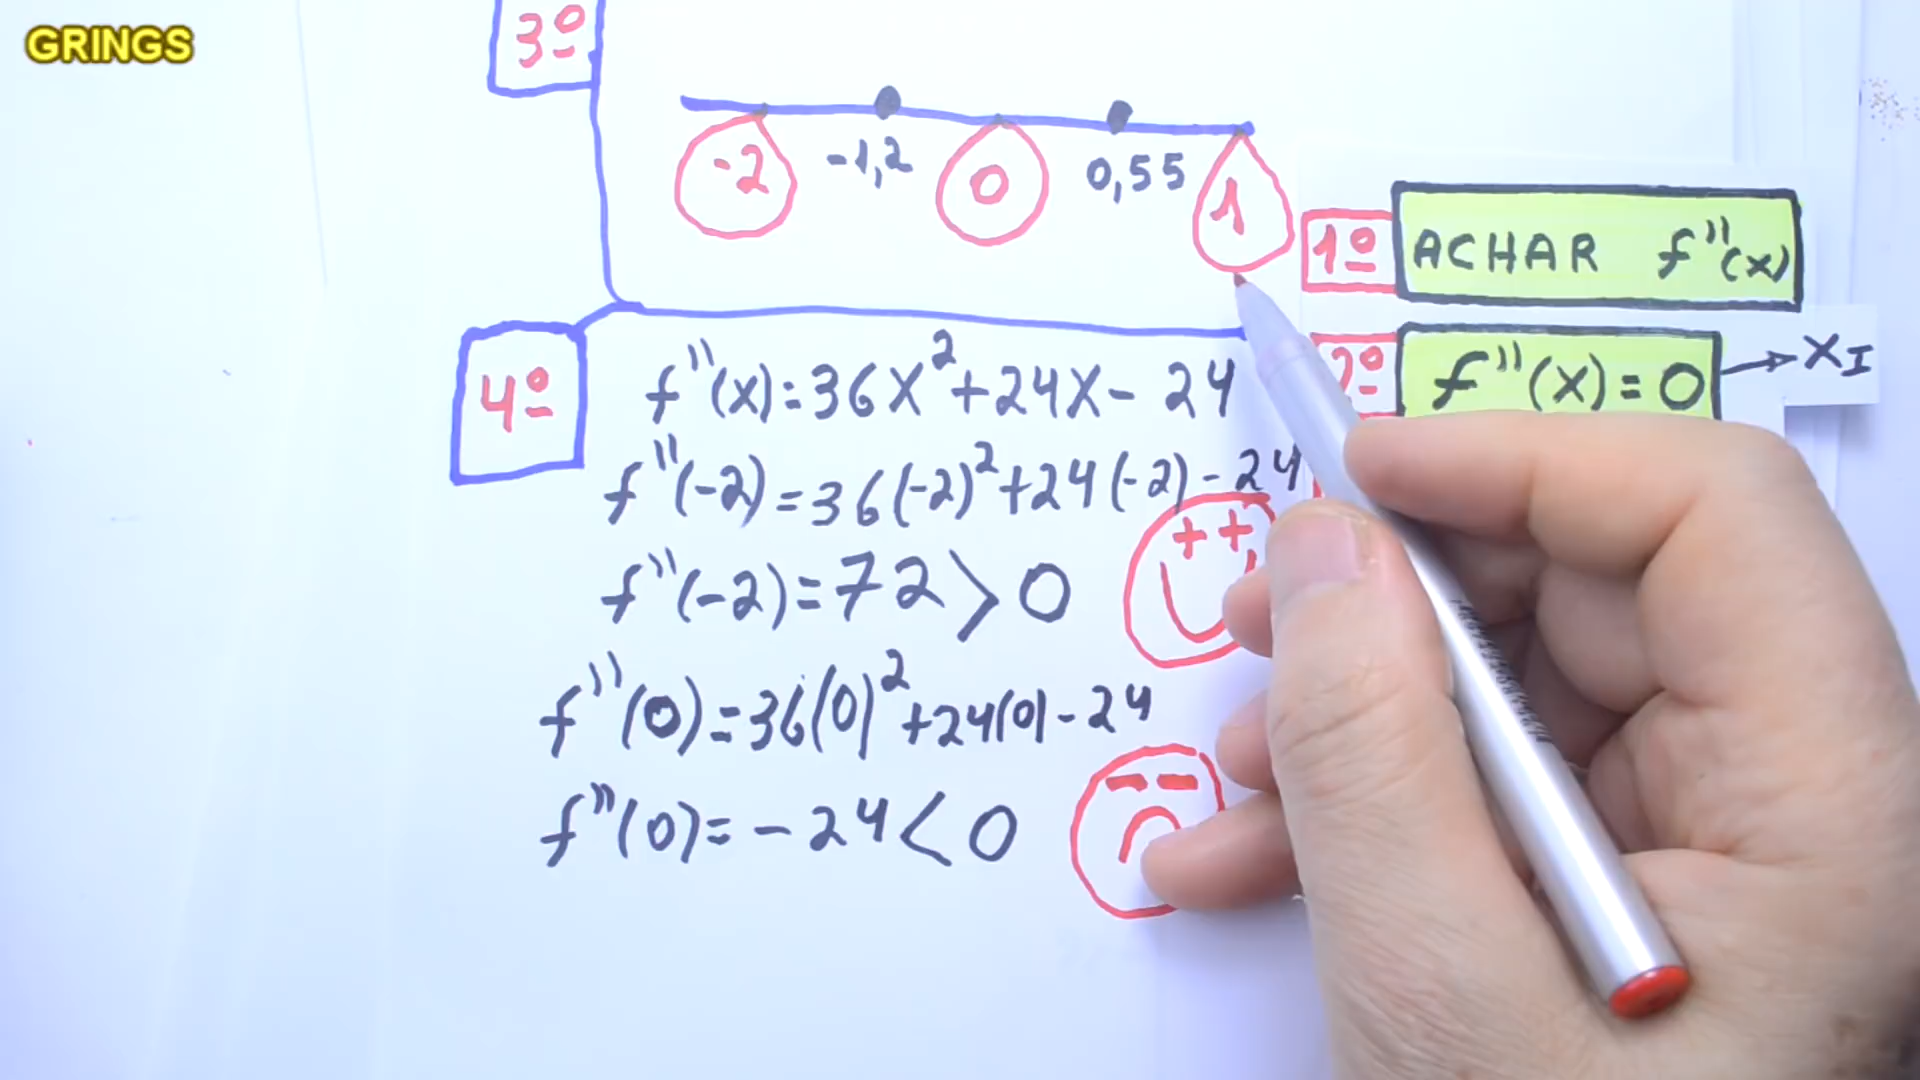 GRINGS
3º
-2 -1,2 0 0,55 1
1º ACHAR f''(x)
2º f''(x) = 0 → xI
4º f''(x) = 36x² + 24x - 24
f''(-2) = 36(-2)² + 24(-2) - 24
f''(-2) = 72 > 0
++
f''(0) = 36(0)² + 24(0) - 24
f''(0) = -24 < 0
--